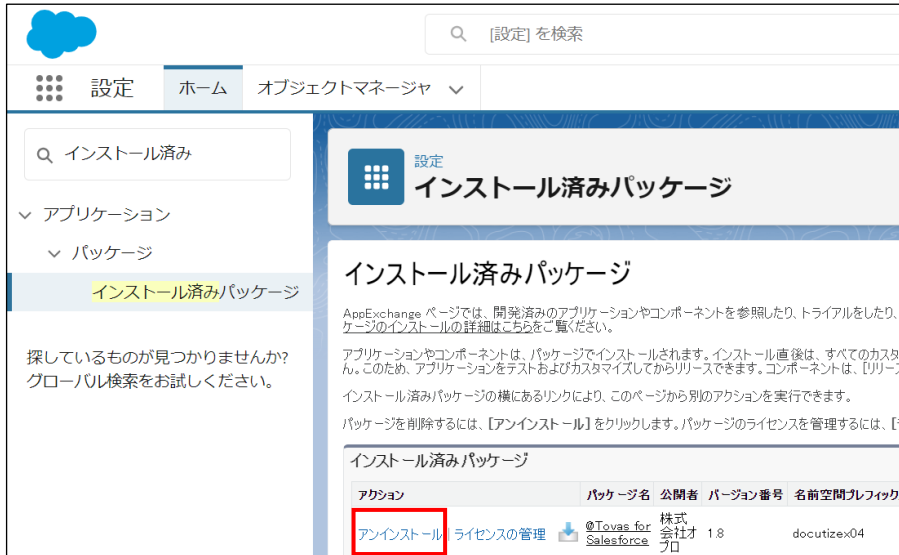 [設定] を検索
設定
ホーム
オブジェクトマネージャ
インストール済み
アプリケーション
パッケージ
インストール済みパッケージ
探しているものが見つかりませんか?
グローバル検索をお試しください。
設定
インストール済みパッケージ
インストール済みパッケージ
AppExchange ページでは、開発済みのアプリケーションやコンポーネントを参照したり、トライアルをしたり、
ケージのインストールの詳細はこちらをご覧ください。
アプリケーションやコンポーネントは、パッケージでインストールされます。インストール直後は、すべてのカスタ
ん。このため、アプリケーションをテストおよびカスタマイズしてからリリースできます。コンポーネントは、[リリー
インストール済みパッケージの横にあるリンクにより、このページから別のアクションを実行できます。
パッケージを削除するには、[アンインストール] をクリックします。パッケージのライセンスを管理するには、[
インストール済みパッケージ
アクション パッケージ名 公開者 バージョン番号 名前空間プレフィック
アンインストール | ライセンスの管理 @Tovas for Salesforce 株式会社オプロ 1.8 docutizex04